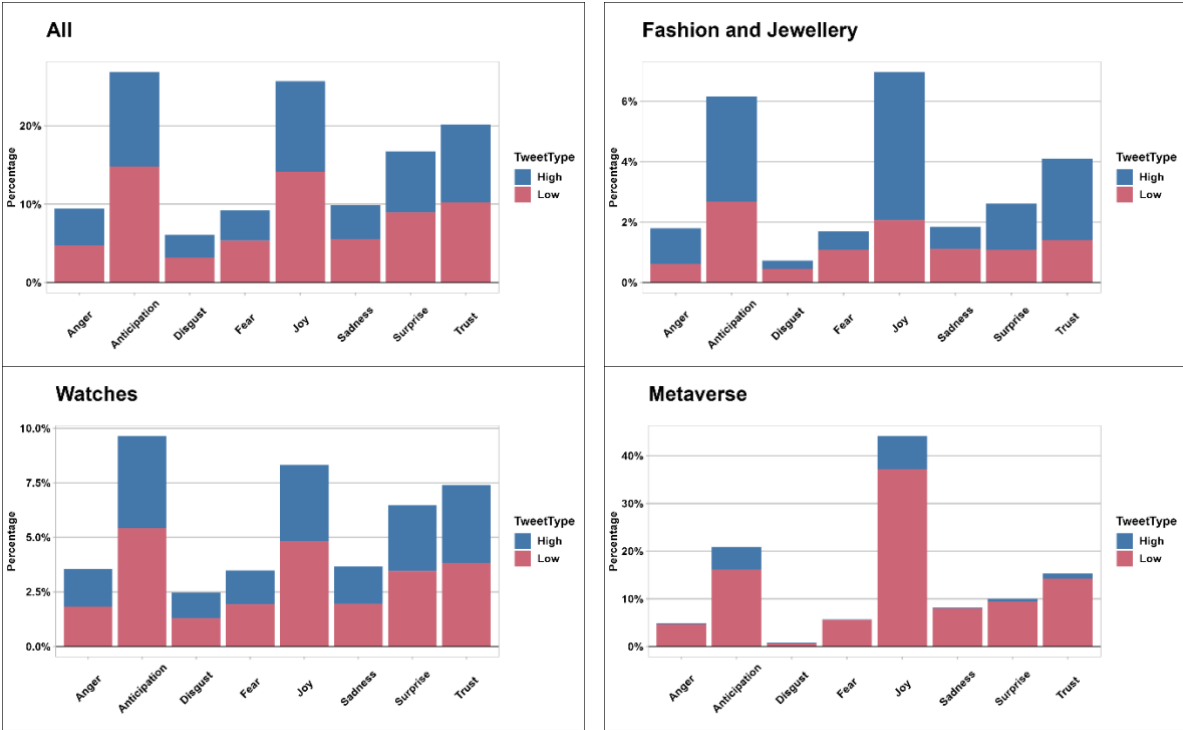 All
Percentage
20%
10%
0%
Anger
Anticipation
Disgust
Fear
Joy
Sadness
Surprise
Trust
TweetType
High
Low
Fashion and Jewellery
Percentage
6%
4%
2%
0%
Anger
Anticipation
Disgust
Fear
Joy
Sadness
Surprise
Trust
TweetType
High
Low
Watches
Percentage
10.0%
7.5%
5.0%
2.5%
0.0%
Anger
Anticipation
Disgust
Fear
Joy
Sadness
Surprise
Trust
TweetType
High
Low
Metaverse
Percentage
40%
30%
20%
10%
0%
Anger
Anticipation
Disgust
Fear
Joy
Sadness
Surprise
Trust
TweetType
High
Low